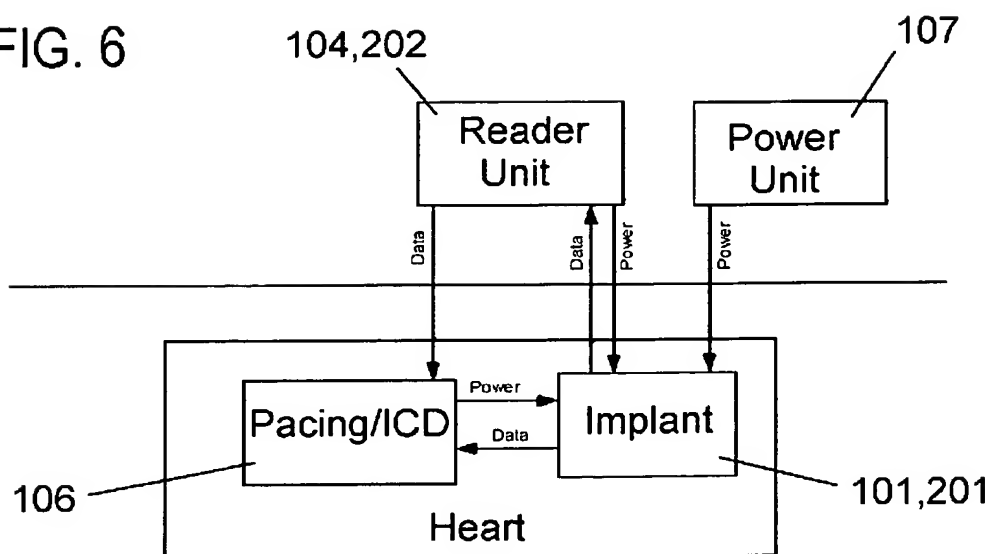 FIG. 6
104,202
107
Reader
Unit
Power
Unit
Data
Data
Power
Power
Pacing/ICD
Power
Data
Implant
106
101,201
Heart